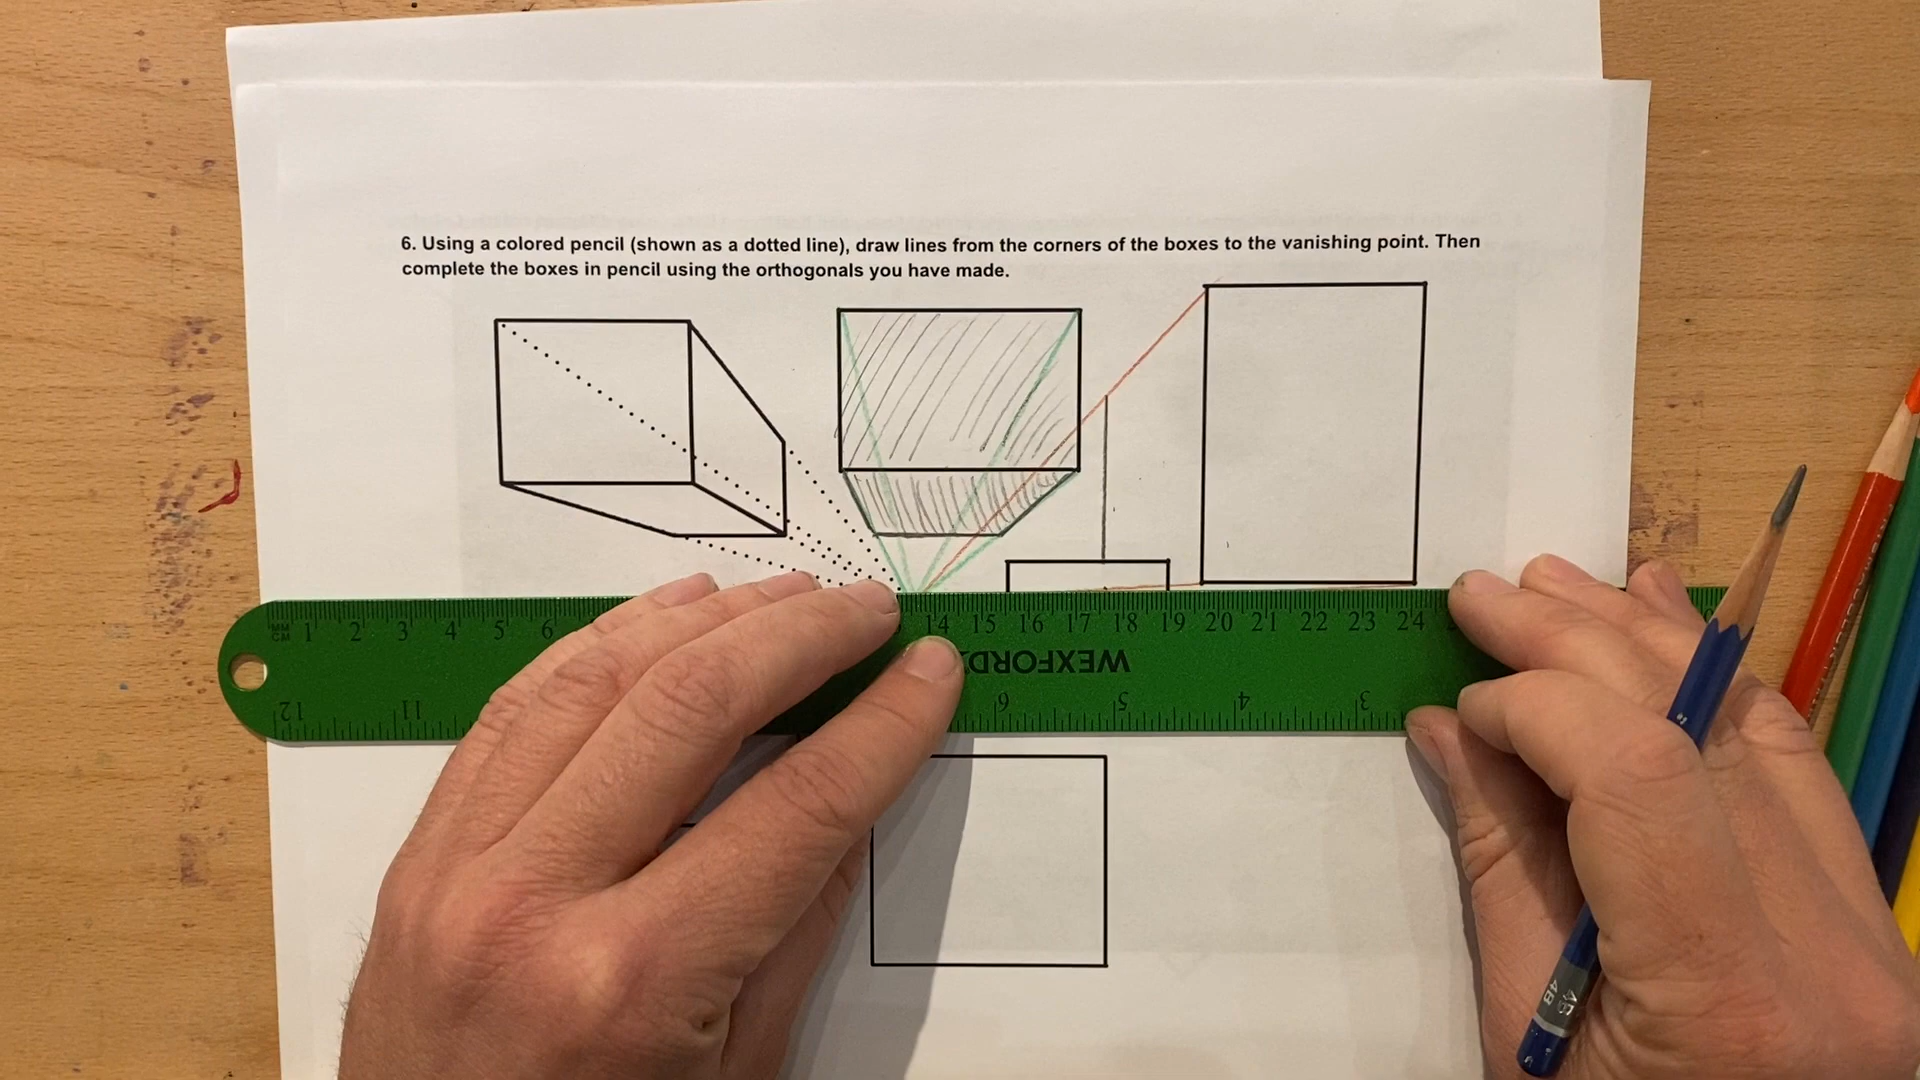 6. Using a colored pencil (shown as a dotted line), draw lines from the corners of the boxes to the vanishing point. Then
complete the boxes in pencil using the orthogonals you have made.
MM
CM 1 2 3 4 5 6 14 15 16 17 18 19 20 21 22 23 24
WEXFORD
12 11 6 5 4 3
4B